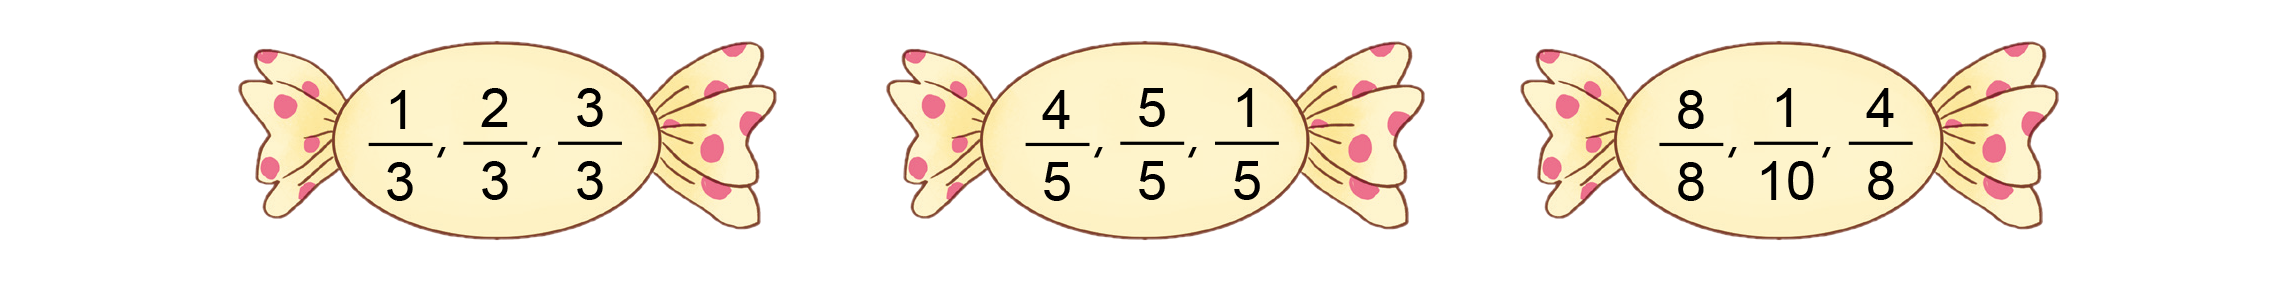 1/3, 2/3, 3/3
4/5, 5/5, 1/5
8/8, 1/10, 4/8